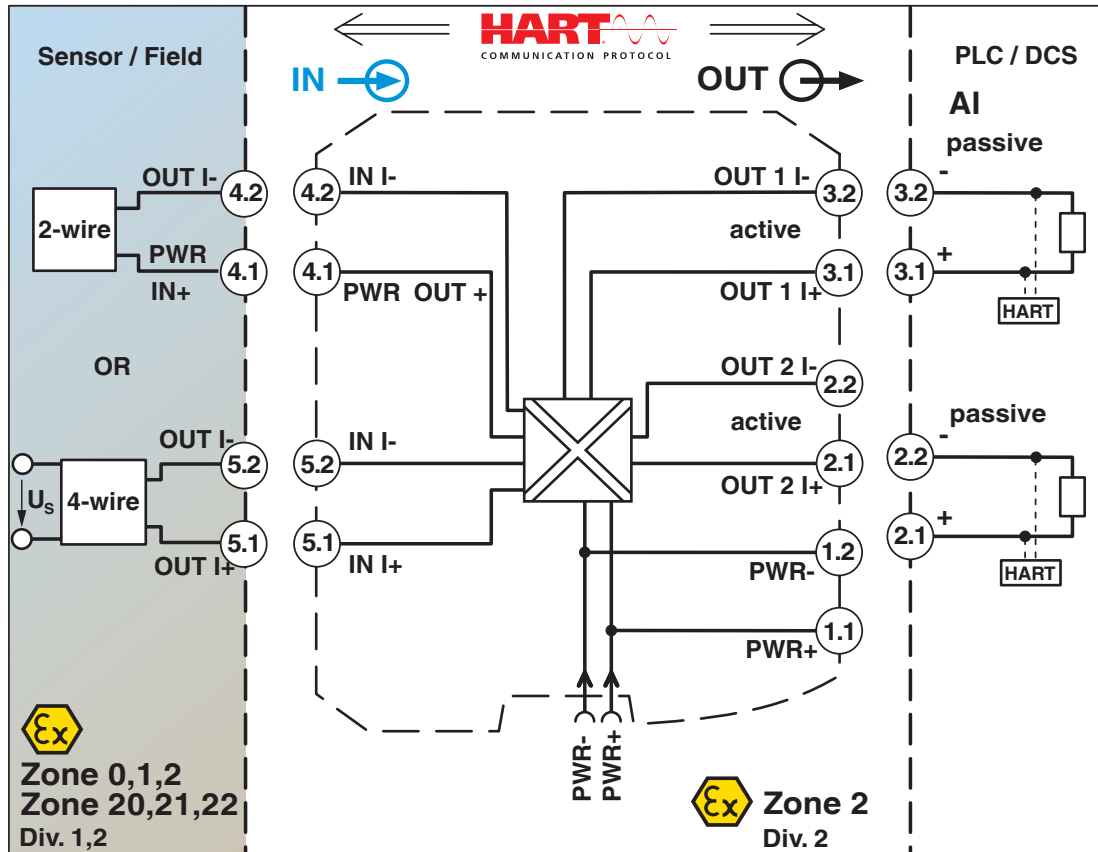 Sensor / Field
HART
COMMUNICATION PROTOCOL
PLC / DCS
IN
OUT
AI
passive
OUT I-
4.2
4.2
IN I-
OUT 1 I-
3.2
3.2
-
2-wire
active
PWR
4.1
4.1
3.1
3.1
+
IN+
PWR OUT +
OUT 1 I+
HART
OR
OUT 2 I-
2.2
passive
OUT I-
5.2
5.2
IN I-
active
2.1
2.2
-
OUT 2 I+
US
4-wire
5.1
5.1
2.1
+
OUT I+
IN I+
1.2
PWR-
HART
1.1
PWR+
Ex
Zone 0,1,2
Zone 20,21,22
Div. 1,2
PWR-
PWR+
Ex
Zone 2
Div. 2